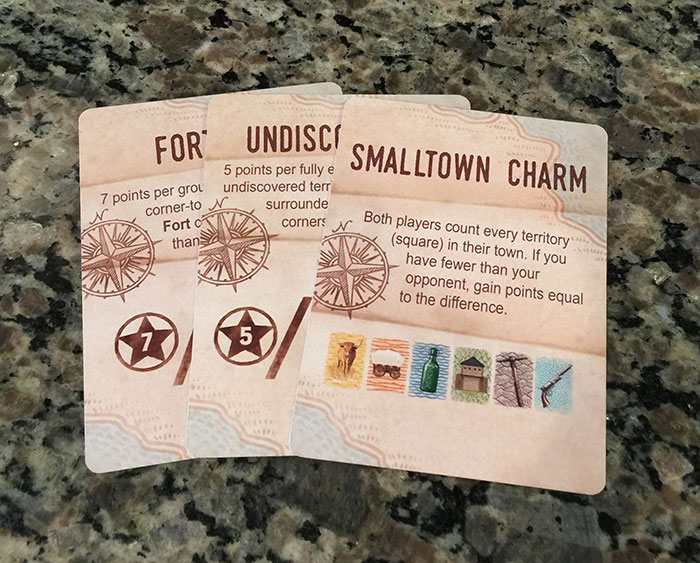 FORT
7 points per grou
corner-to
Fort
than
N
7
UNDISCO
5 points per fully e
undiscovered terr
surrounde
corners
N
5
SMALLTOWN CHARM
Both players count every territory
(square) in their town. If you
have fewer than your
opponent, gain points equal
to the difference.
N